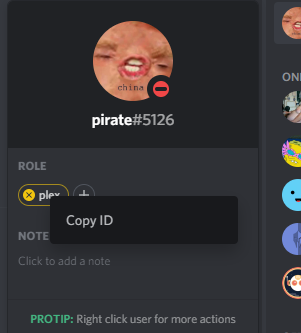 china
pirate#5126
ROLE
plex
Copy ID
NOTE
Click to add a note
PROTIP: Right click user for more actions